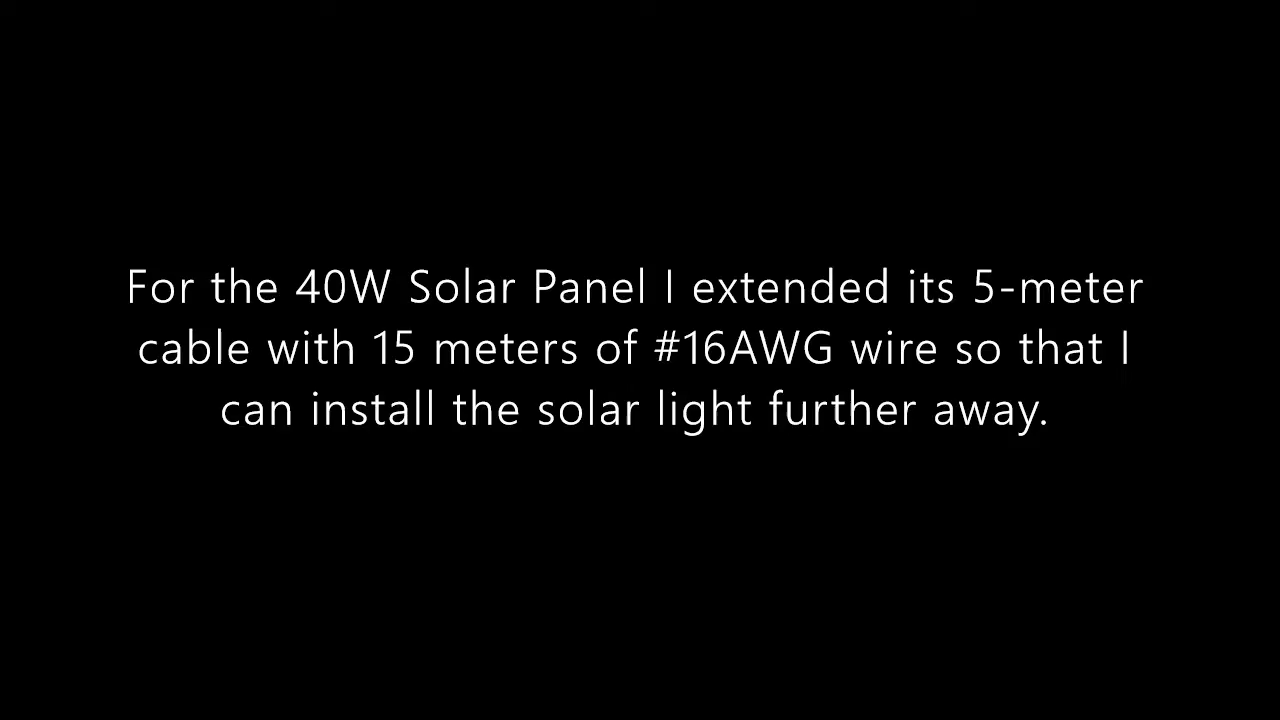 For the 40W Solar Panel I extended its 5-meter
cable with 15 meters of #16AWG wire so that I
can install the solar light further away.